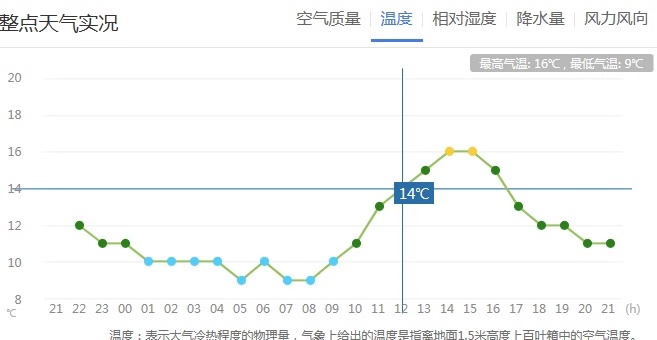 整点天气实况
空气质量 温度 相对湿度 降水量 风力风向
最高气温: 16℃ , 最低气温: 9℃
20
18
16
14
14℃
12
10
8
℃
21 22 23 00 01 02 03 04 05 06 07 08 09 10 11 12 13 14 15 16 17 18 19 20 21 (h)
温度：表示大气冷热程度的物理量，气象上给出的温度是指离地面1.5米高度上百叶箱中的空气温度。